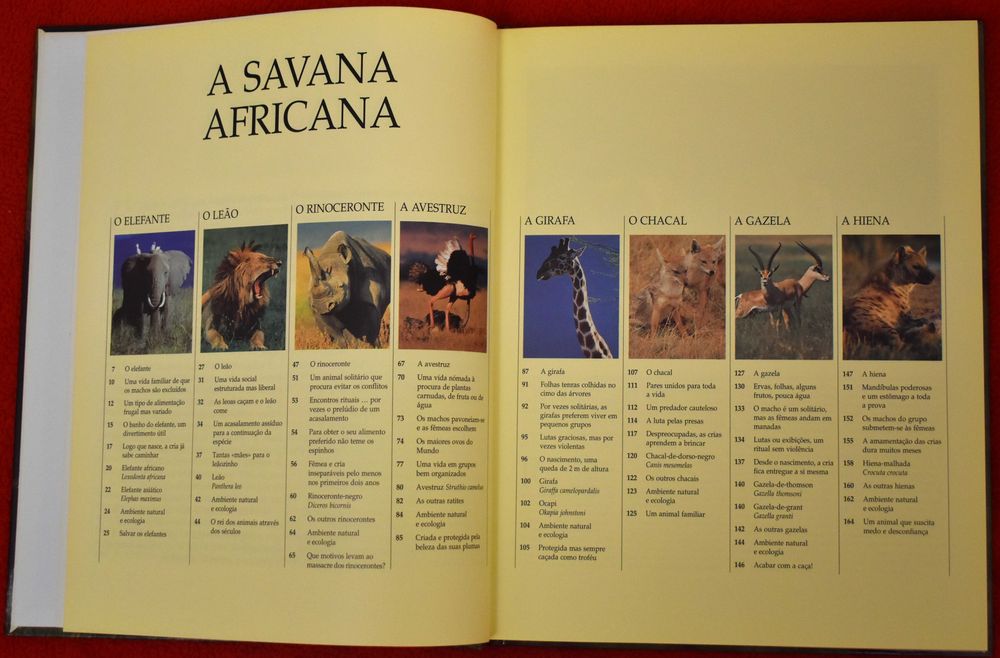 A SAVANA
AFRICANA
O ELEFANTE
7 O elefante
10 Uma vida familiar de que
os machos são excluídos
12 Um tipo de alimentação
frugal mas variado
15 O banho do elefante, um
divertimento útil
17 Logo que nasce, a cria já
sabe caminhar
20 Elefante africano
Loxodonta africana
22 Elefante asiático
Elephas maximus
24 Ambiente natural
e ecologia
25 Salvar os elefantes
O LEÃO
27 O leão
31 Uma vida social
estruturada mas liberal
32 As leoas caçam e o leão
come
34 Um acasalamento assíduo
para a continuação da
espécie
37 Tantas «mães» para o
leãozinho
40 Leão
Panthera leo
42 Ambiente natural
e ecologia
44 O rei dos animais através
dos séculos
O RINOCERONTE
47 O rinoceronte
51 Um animal solitário que
procura evitar os conflitos
53 Encontros rituais ... por
vezes o prelúdio de um
acasalamento
54 Para obter o seu alimento
preferido não teme os
espinhos
56 Fêmea e cria
inseparáveis pelo menos
nos primeiros dois anos
60 Rinoceronte-negro
Diceros bicornis
62 Os outros rinocerontes
64 Ambiente natural
e ecologia
65 Que motivos levam ao
massacre dos rinocerontes?
A AVESTRUZ
67 A avestruz
70 Uma vida nómada à
procura de plantas
carnudas, de fruta ou de
água
73 Os machos pavoneiam-se
e as fêmeas escolhem
74 Os maiores ovos do
Mundo
77 Uma vida em grupos
bem organizados
80 Avestruz Struthio camelus
82 As outras ratites
84 Ambiente natural
e ecologia
85 Criada e protegida pela
beleza das suas plumas
A GIRAFA
87 A girafa
91 Folhas tenras colhidas no
cimo das árvores
92 Por vezes solitárias, as
girafas preferem viver em
pequenos grupos
95 Lutas graciosas, mas por
vezes violentas
96 O nascimento, uma
queda de 2 m de altura
100 Girafa
Giraffa camelopardalis
102 Ocapi
Okapia johnstoni
104 Ambiente natural
e ecologia
105 Protegida mas sempre
caçada como troféu
O CHACAL
107 O chacal
111 Pares unidos para toda
a vida
112 Um predador cauteloso
114 A luta pelas presas
117 Despreocupadas, as crias
aprendem a brincar
120 Chacal-de-dorso-negro
Canis mesomelas
122 Os outros chacais
123 Ambiente natural
e ecologia
125 Um animal familiar
A GAZELA
127 A gazela
130 Ervas, folhas, alguns
frutos, pouca água
133 O macho é um solitário,
mas as fêmeas andam em
manadas
134 Lutas ou exibições, um
ritual sem violência
137 Desde o nascimento, a cria
fica entregue a si mesma
140 Gazela-de-thomson
Gazella thomsoni
140 Gazela-de-grant
Gazella granti
142 As outras gazelas
144 Ambiente natural
e ecologia
146 Acabar com a caça!
A HIENA
147 A hiena
151 Mandíbulas poderosas
e um estômago a toda
a prova
152 Os machos do grupo
submetem-se às fêmeas
155 A amamentação das crias
dura muitos meses
158 Hiena-malhada
Crocuta crocuta
160 As outras hienas
162 Ambiente natural
e ecologia
164 Um animal que suscita
medo e desconfiança